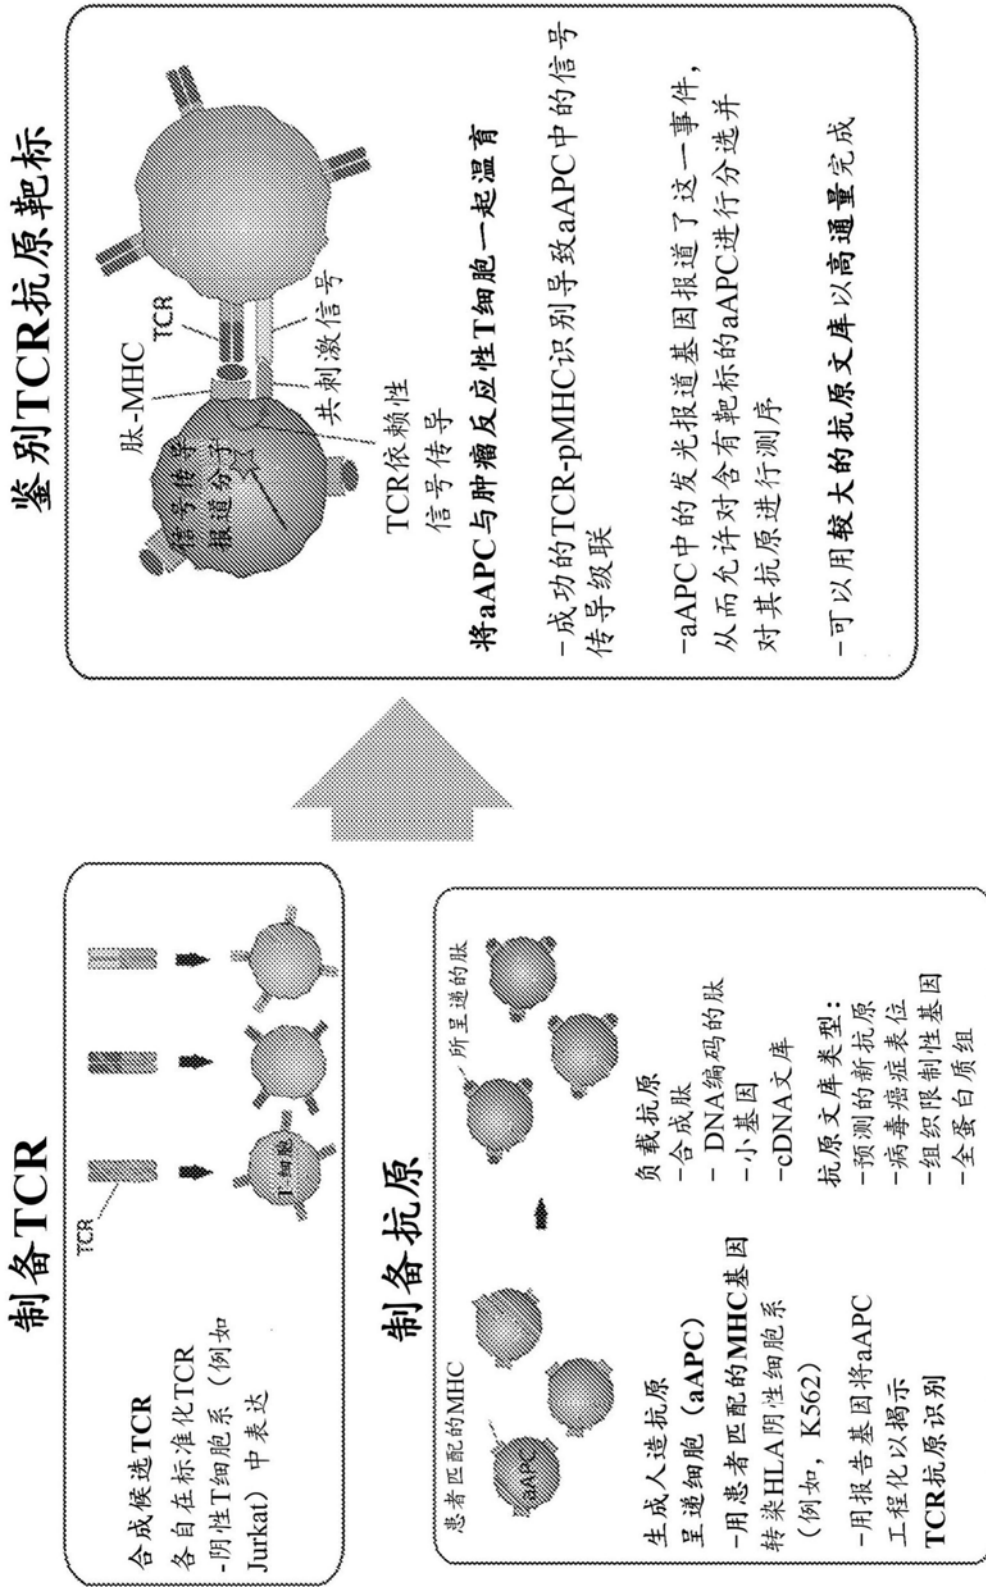 制备TCR
TCR
T-细胞
合成候选TCR
各自在标准化TCR
-阴性T细胞系（例如
Jurkat）中表达
制备抗原
患者匹配的MHC
aAPC
所呈递的肽
生成人造抗原
呈递细胞（aAPC）
-用患者匹配的MHC基因
转染HLA阴性细胞系
（例如，K562）
-用报告基因将aAPC
工程化以揭示
TCR抗原识别
负载抗原
-合成肽
- DNA编码的肽
-小基因
-cDNA文库
抗原文库类型：
-预测的新抗原
-病毒癌症表位
-组织限制性基因
-全蛋白质组
鉴别TCR抗原靶标
肽-MHC
TCR
信号传导
报道分子
共刺激信号
TCR依赖性
信号传导
将aAPC与肿瘤反应性T细胞一起温育
-成功的TCR-pMHC识别导致aAPC中的信号
传导级联
-aAPC中的发光报道基因报道了这一事件，
从而允许对含有靶标的aAPC进行分选并
对其抗原进行测序
-可以用较大的抗原文库以高通量完成